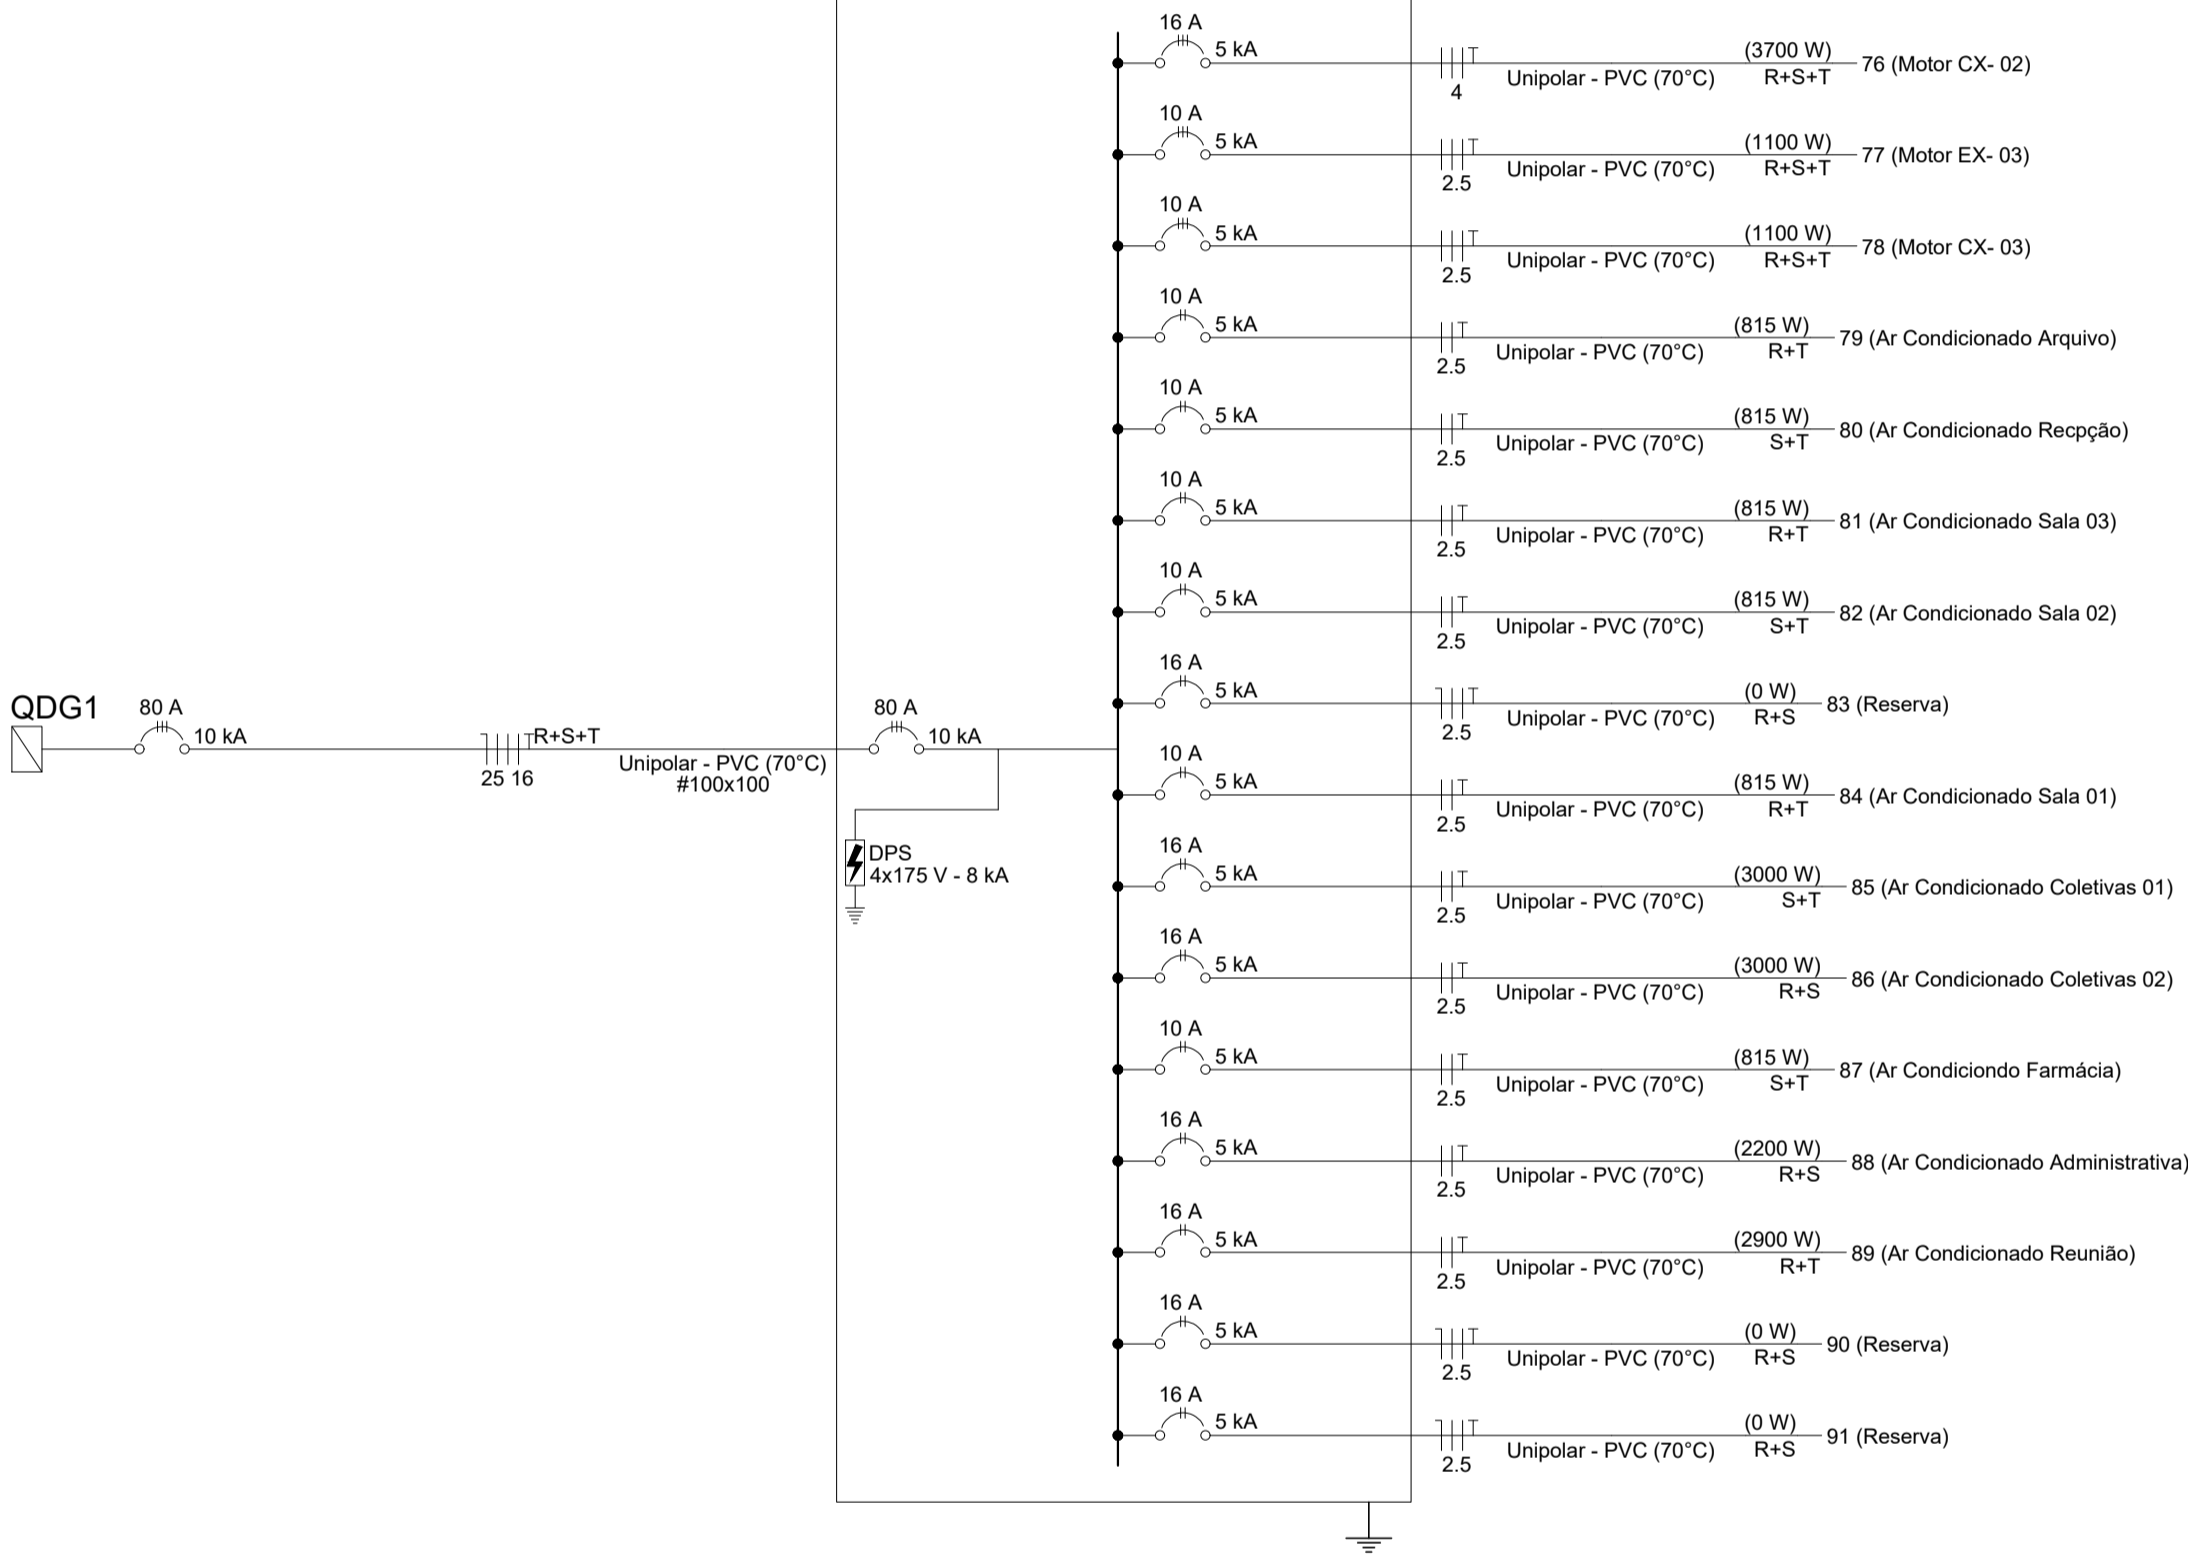 16 A
5 kA
4
Unipolar - PVC (70°C)
(3700 W)
R+S+T
76 (Motor CX- 02)
10 A
5 kA
2.5
Unipolar - PVC (70°C)
(1100 W)
R+S+T
77 (Motor EX- 03)
10 A
5 kA
2.5
Unipolar - PVC (70°C)
(1100 W)
R+S+T
78 (Motor CX- 03)
10 A
5 kA
2.5
Unipolar - PVC (70°C)
(815 W)
R+T
79 (Ar Condicionado Arquivo)
10 A
5 kA
2.5
Unipolar - PVC (70°C)
(815 W)
S+T
80 (Ar Condicionado Recpção)
10 A
5 kA
2.5
Unipolar - PVC (70°C)
(815 W)
R+T
81 (Ar Condicionado Sala 03)
10 A
5 kA
2.5
Unipolar - PVC (70°C)
(815 W)
S+T
82 (Ar Condicionado Sala 02)
16 A
5 kA
2.5
Unipolar - PVC (70°C)
(0 W)
R+S
83 (Reserva)
QDG1
80 A
10 kA
R+S+T
25 16
Unipolar - PVC (70°C)
#100x100
80 A
10 kA
DPS
4x175 V - 8 kA
10 A
5 kA
2.5
Unipolar - PVC (70°C)
(815 W)
R+T
84 (Ar Condicionado Sala 01)
16 A
5 kA
2.5
Unipolar - PVC (70°C)
(3000 W)
S+T
85 (Ar Condicionado Coletivas 01)
16 A
5 kA
2.5
Unipolar - PVC (70°C)
(3000 W)
R+S
86 (Ar Condicionado Coletivas 02)
10 A
5 kA
2.5
Unipolar - PVC (70°C)
(815 W)
S+T
87 (Ar Condiciondo Farmácia)
16 A
5 kA
2.5
Unipolar - PVC (70°C)
(2200 W)
R+S
88 (Ar Condicionado Administrativa)
16 A
5 kA
2.5
Unipolar - PVC (70°C)
(2900 W)
R+T
89 (Ar Condicionado Reunião)
16 A
5 kA
2.5
Unipolar - PVC (70°C)
(0 W)
R+S
90 (Reserva)
16 A
5 kA
2.5
Unipolar - PVC (70°C)
(0 W)
R+S
91 (Reserva)